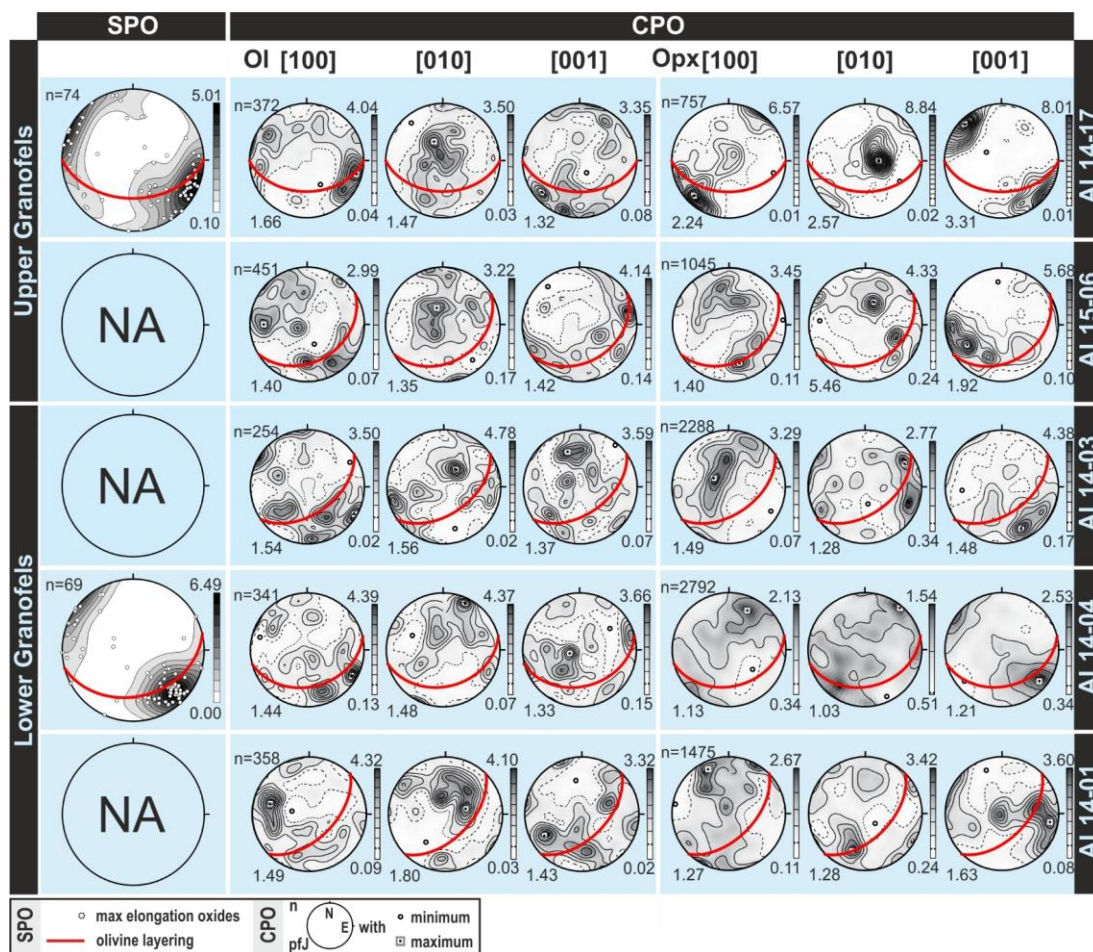 SPO CPO
Ol [100] [010] [001] Opx [100] [010] [001]
Upper Granofels
n=74 5.01 0.10
n=372 4.04 1.66 0.04
3.50 1.47 0.03
3.35 1.32 0.08
n=757 6.57 2.24 0.01
8.84 2.57 0.02
8.01 3.31 0.01
AL 14-17
NA
n=451 2.99 1.40 0.07
3.22 1.35 0.17
4.14 1.42 0.14
n=1045 3.45 1.40 0.11
4.33 5.46 0.24
5.68 1.92 0.10
AL 15-06
Lower Granofels
NA
n=254 3.50 1.54 0.02
4.78 1.56 0.02
3.59 1.37 0.07
n=2288 3.29 1.49 0.07
2.77 1.28 0.34
4.38 1.48 0.17
AL 14-03
n=69 6.49 0.00
n=341 4.39 1.44 0.13
4.37 1.48 0.07
3.66 1.33 0.15
n=2792 2.13 1.13 0.34
1.54 1.03 0.51
2.53 1.21 0.34
AL 14-04
NA
n=358 4.32 1.49 0.09
4.10 1.80 0.03
3.32 1.43 0.02
n=1475 2.67 1.27 0.11
3.42 1.28 0.24
3.60 1.63 0.08
AL 14-01
SPO
max elongation oxides
olivine layering
CPO
n
N
E
pfJ
with
minimum
maximum